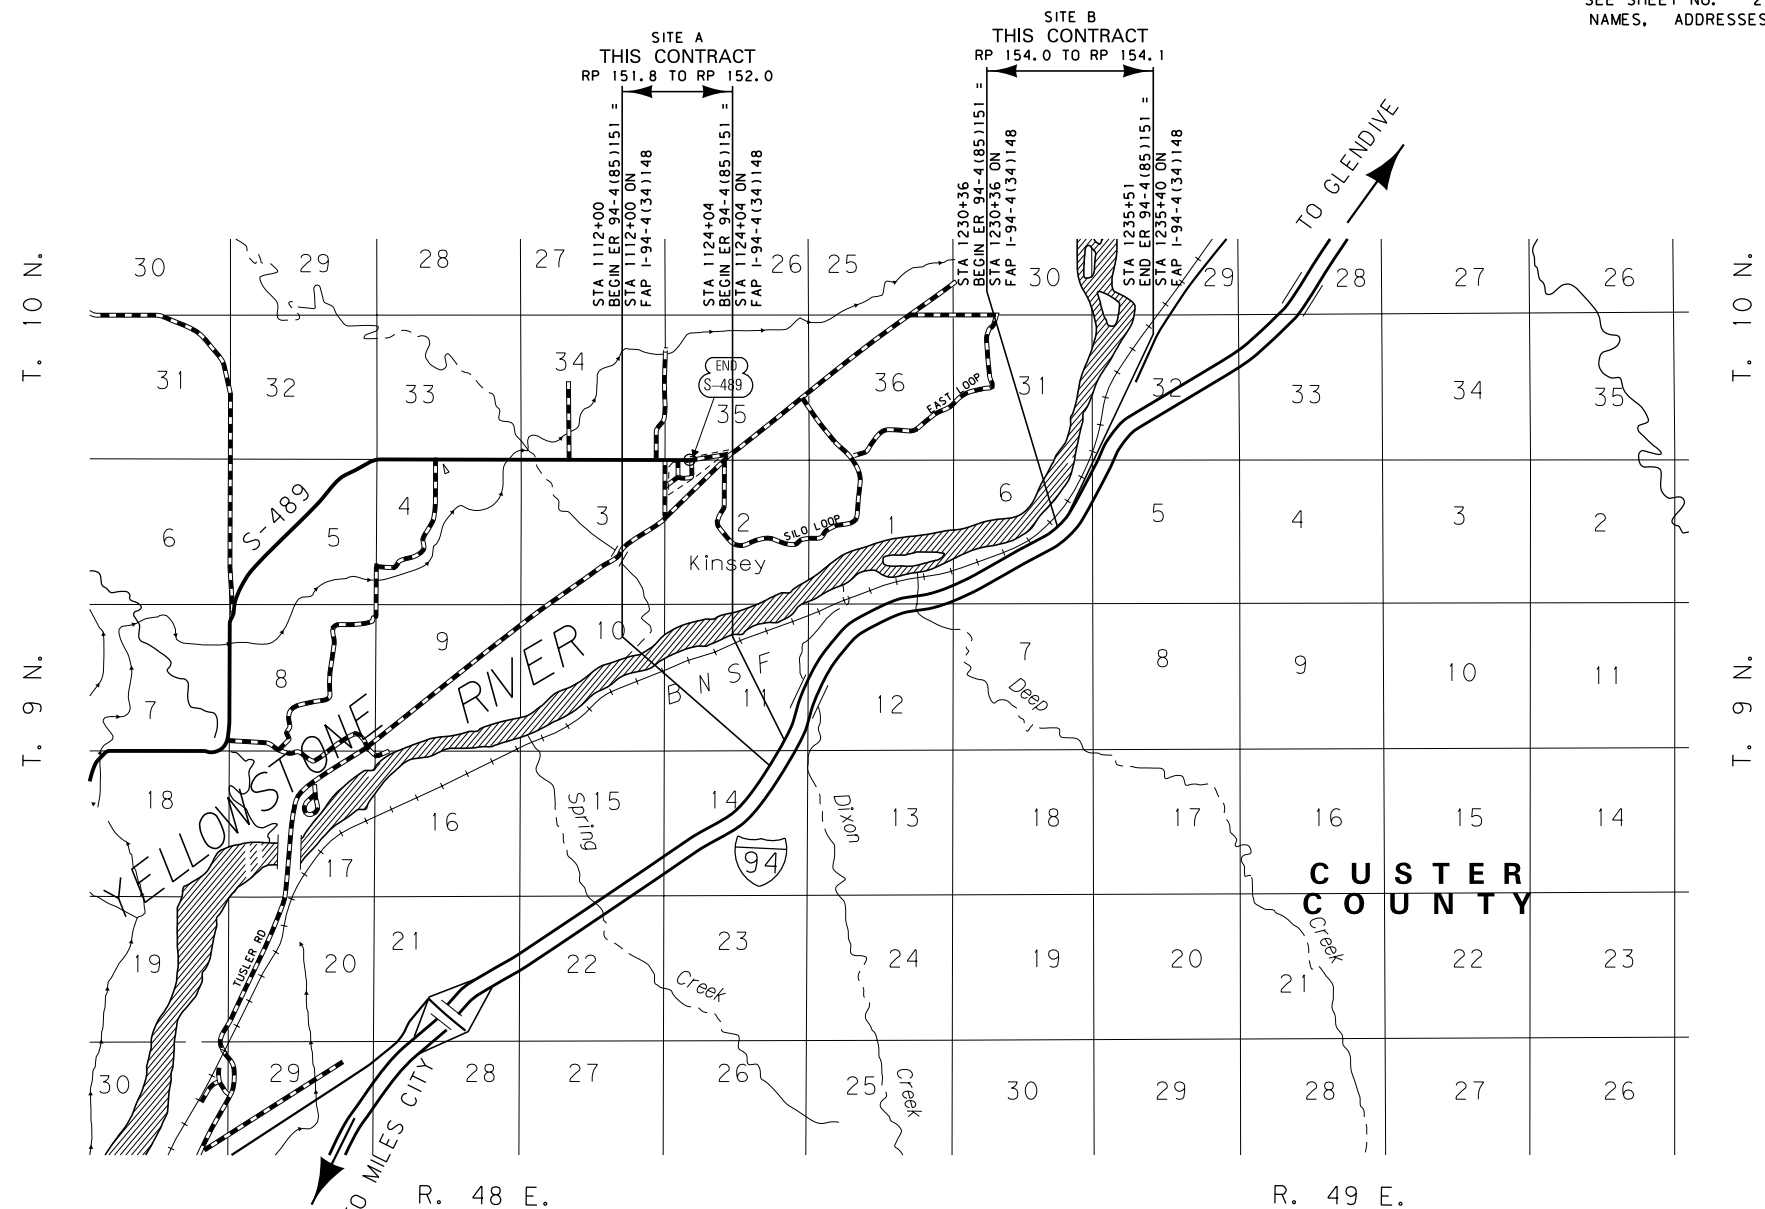 SEE SHEET NO. 2
NAMES, ADDRESSES
SITE A
THIS CONTRACT
RP 151.8 TO RP 152.0
SITE B
THIS CONTRACT
RP 154.0 TO RP 154.1
STA 1112+00
BEGIN ER 94-4(85)151 =
STA 1112+00 ON
FAP I-94-4(34)148
STA 1124+04
BEGIN ER 94-4(85)151 =
STA 1124+04 ON
FAP I-94-4(34)148
STA 1230+36
BEGIN ER 94-4(85)151 =
STA 1230+36 ON
FAP I-94-4(34)148
STA 1235+51
END ER 94-4(85)151 =
STA 1235+40 ON
FAP I-94-4(34)148
TO GLENDIVE
T. 10 N.
30 29 28 27 26 25 30 29 28 27 26
T. 10 N.
31 32 33 34 35 36 31 32 33 34 35
END
S-489
EAST LOOP
S-489
6 5 4 3 2 1 6 5 4 3 2
SILO LOOP
Kinsey
T. 9 N.
7 8 9 10 11 12 7 8 9 10 11
T. 9 N.
YELLOWSTONE RIVER
BNSF
Deep
18 17 16 15 14 13 18 17 16 15 14
Spring
Dixon
94
CUSTER
COUNTY
Creek
19 20 21 22 23 24 19 20 21 22 23
TUSLER RD
Creek
30 29 28 27 26 25 30 29 28 27 26
Creek
TO MILES CITY
R. 48 E.
R. 49 E.